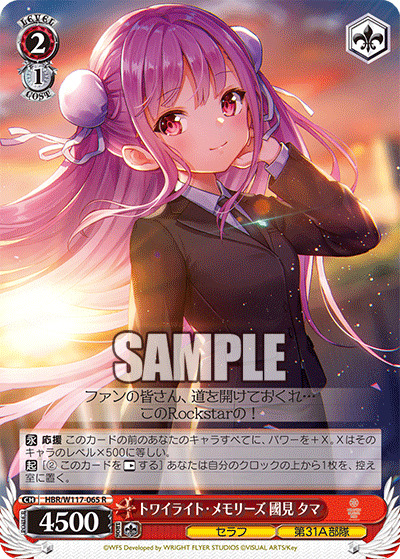 LEVEL
2
1
COST
SAMPLE
ファンの皆さん、道を開けておくれ…
このRockstarの！
永 応援 このカードの前のあなたのキャラすべてに、パワーを＋X。Xはそ
のキャラのレベル×500に等しい。
起 ［② このカードを する］ あなたは自分のクロックの上から1枚を、控え
室に置く。
CH HBR/W117-065 R
トワイライト・メモリーズ 國見 タマ
4500
セラフ
第31A部隊
©WFS Developed by WRIGHT FLYER STUDIOS ©VISUAL ARTS/Key